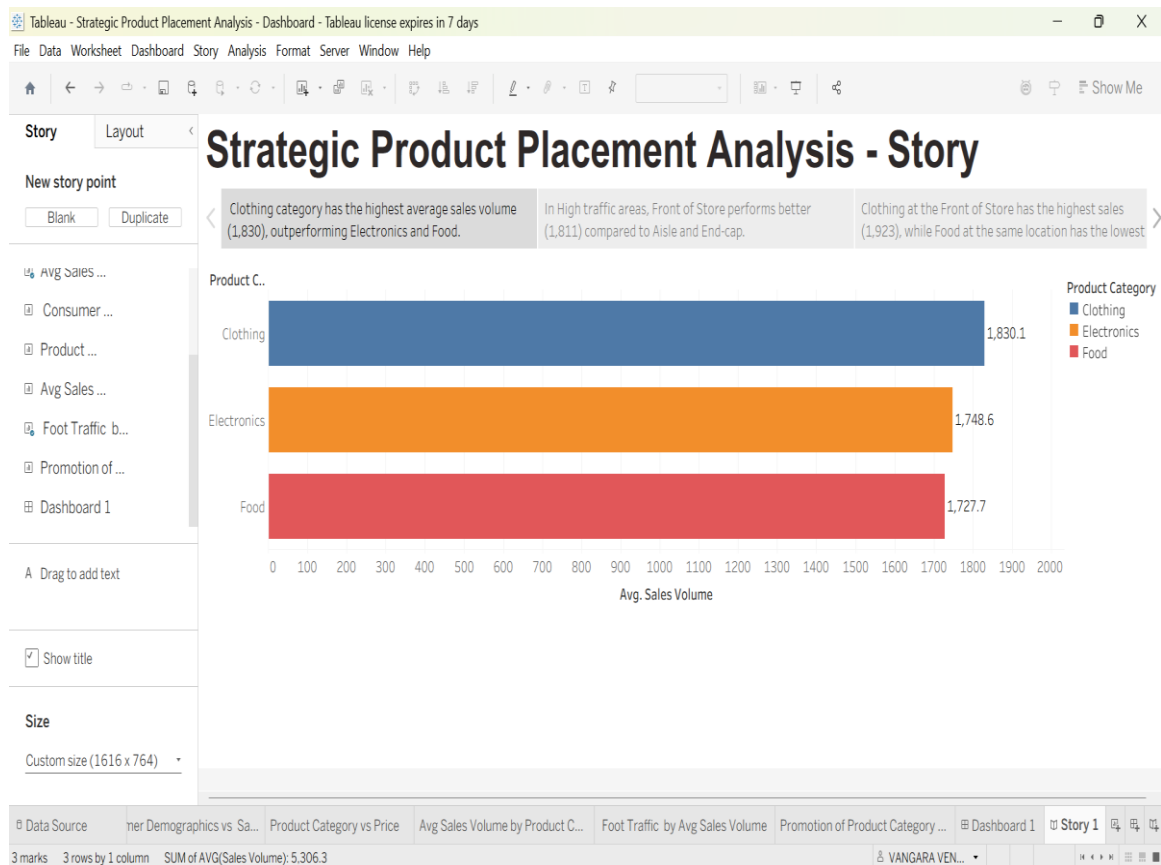 Tableau - Strategic Product Placement Analysis - Dashboard - Tableau license expires in 7 days
File Data Worksheet Dashboard Story Analysis Format Server Window Help
Show Me
Story Layout
Strategic Product Placement Analysis - Story
New story point
Blank Duplicate
Clothing category has the highest average sales volume
(1,830), outperforming Electronics and Food.
In High traffic areas, Front of Store performs better
(1,811) compared to Aisle and End-cap.
Clothing at the Front of Store has the highest sales
(1,923), while Food at the same location has the lowest
Avg Sales ...
Consumer ...
Product ...
Avg Sales ...
Foot Traffic b...
Promotion of ...
Dashboard 1
A Drag to add text
Show title
Size
Custom size (1616 x 764)
Product C..
Clothing 1,830.1
Electronics 1,748.6
Food 1,727.7
0 100 200 300 400 500 600 700 800 900 1000 1100 1200 1300 1400 1500 1600 1700 1800 1900 2000
Avg. Sales Volume
Product Category
Clothing
Electronics
Food
Data Source ner Demographics vs Sa... Product Category vs Price Avg Sales Volume by Product C... Foot Traffic by Avg Sales Volume Promotion of Product Category ... Dashboard 1 Story 1
3 marks 3 rows by 1 column SUM of AVG(Sales Volume): 5,306.3 VANGARA VEN...